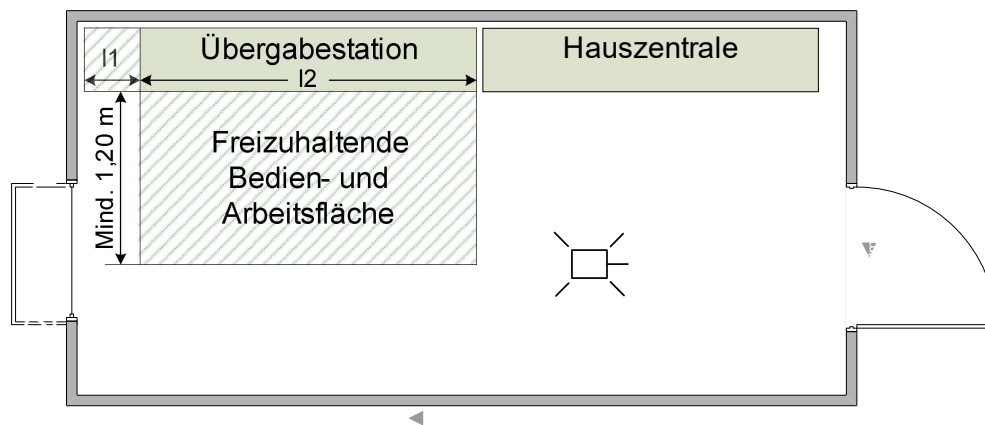 Übergabestation
Hauszentrale
l1
l2
Mind. 1,20 m
Freizuhaltende
Bedien- und
Arbeitsfläche